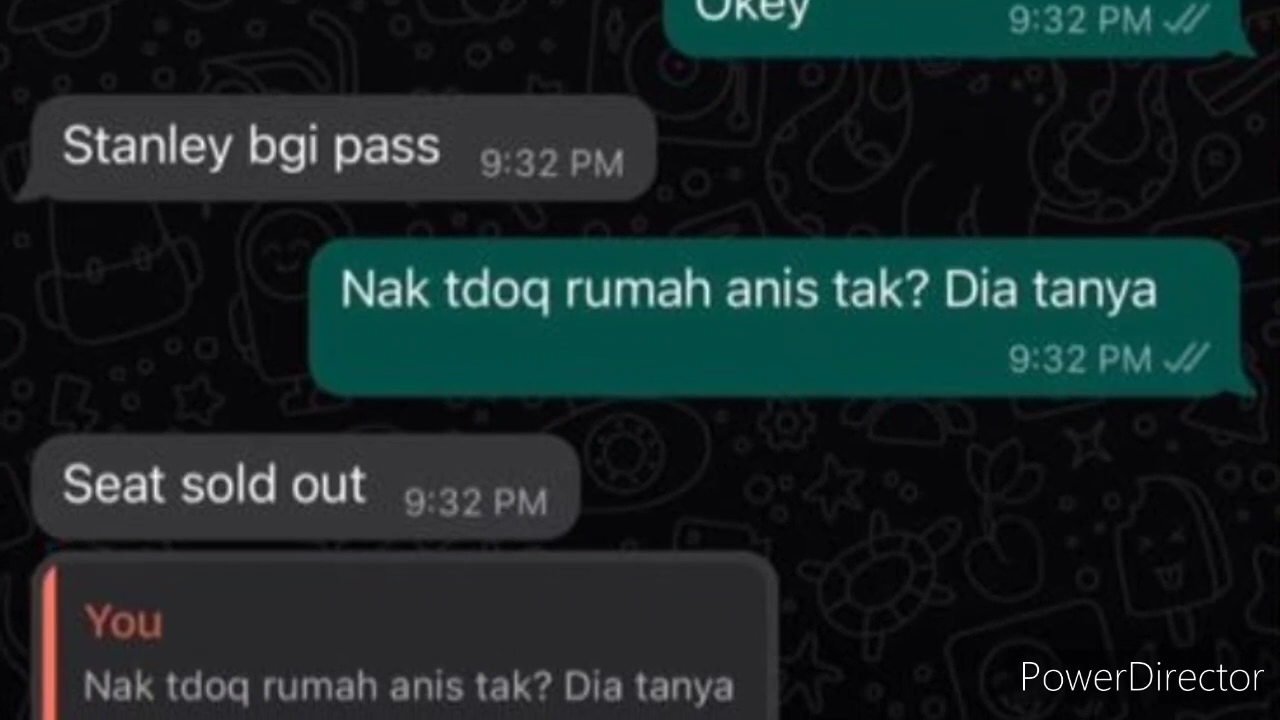 Okey
9:32 PM
Stanley bgi pass
9:32 PM
Nak tdoq rumah anis tak? Dia tanya
9:32 PM
Seat sold out
9:32 PM
You
Nak tdoq rumah anis tak? Dia tanya
PowerDirector